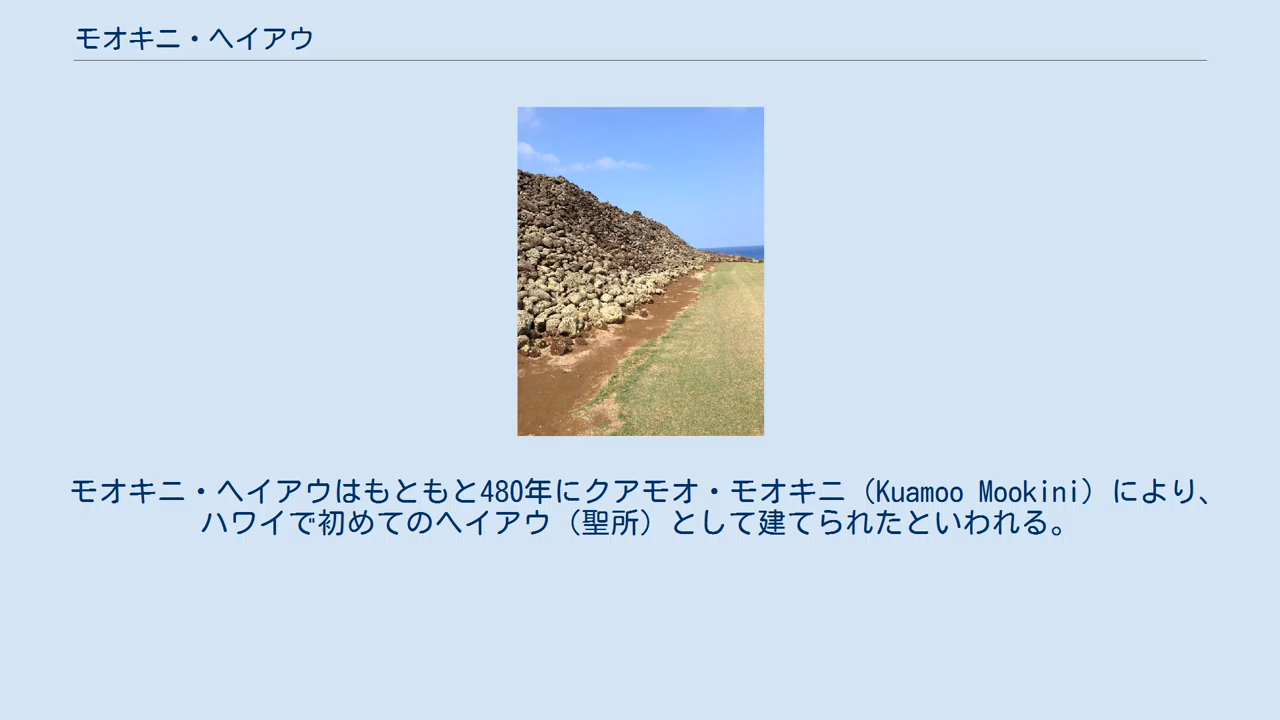 モオキニ・ヘイアウ
モオキニ・ヘイアウはもともと480年にクアモオ・モオキニ（Kuamoo Mookini）により、
ハワイで初めてのヘイアウ（聖所）として建てられたといわれる。